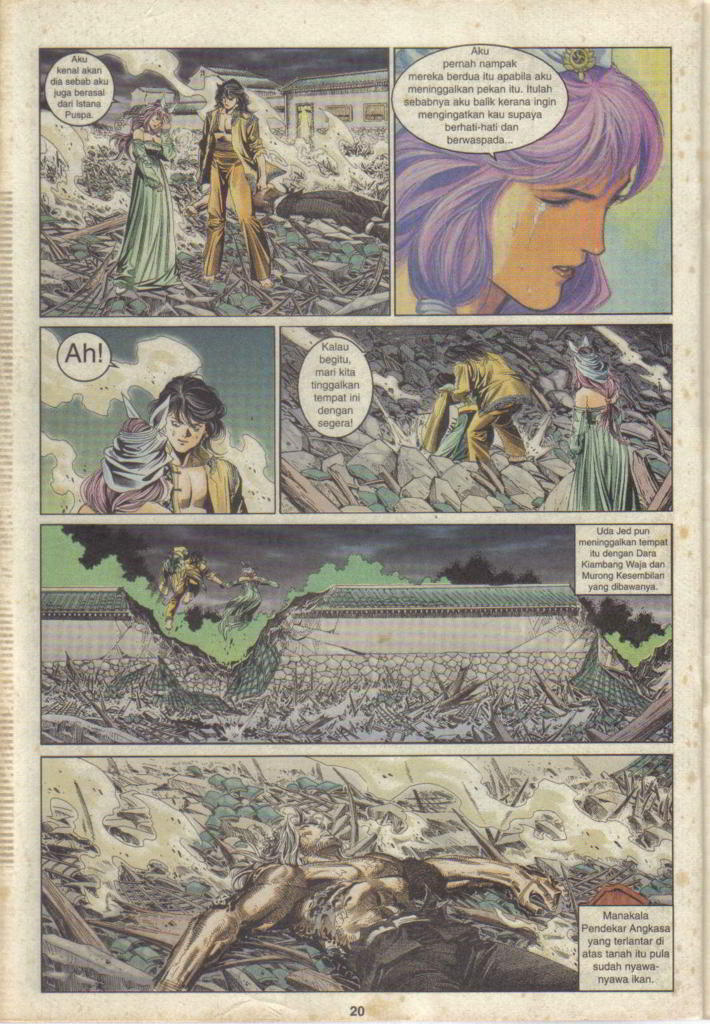 Aku
kenal akan
dia sebab aku
juga berasal
dari Istana
Puspa.
Aku
pernah nampak
mereka berdua itu apabila aku
meninggalkan pekan itu. Itulah
sebabnya aku balik kerana ingin
mengingatkan kau supaya
berhati-hati dan
berwaspada...
Ah!
Kalau
begitu,
mari kita
tinggalkan
tempat ini
dengan
segera!
Uda Jed pun
meninggalkan tempat
itu dengan Dara
Kiambang Waja dan
Murong Kesembilan
yang dibawanya.
Manakala
Pendekar Angkasa
yang terlantar di
atas tanah itu pula
sudah nyawa-
nyawa ikan.
20